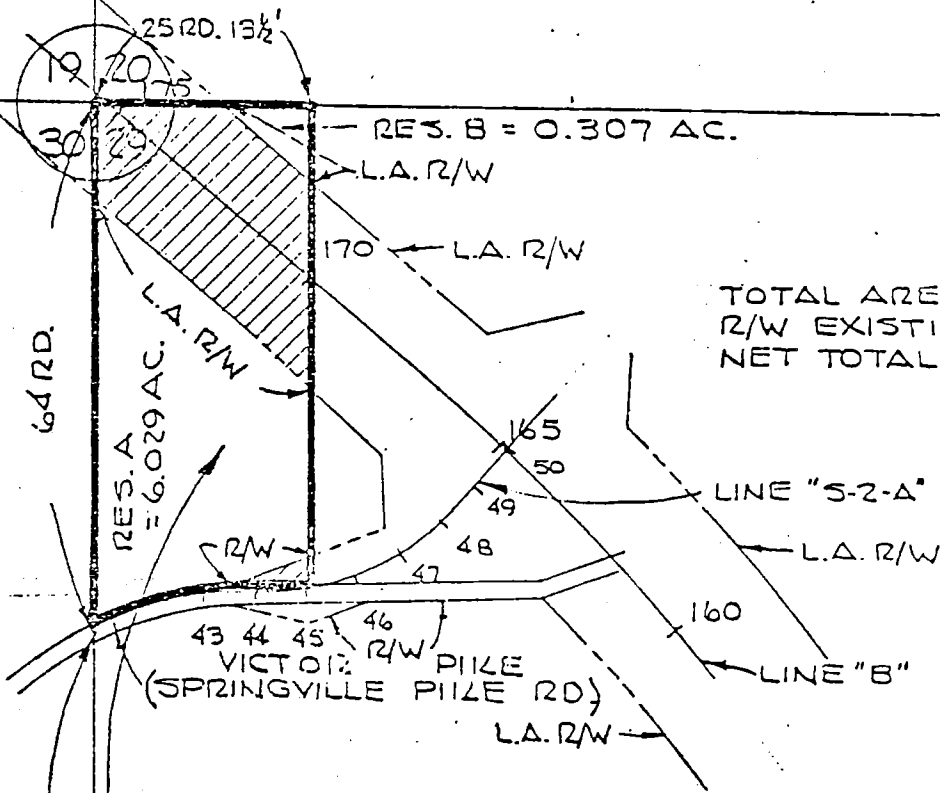 25 RD. 13½'
19 20
175
30 29
RES. B = 0.307 AC.
L.A. R/W
170
L.A. R/W
L.A. R/W
TOTAL ARE
R/W EXISTI
NET TOTAL
64 RD.
RES. A
= 6.029 AC.
165
50
49
LINE "S-2-A"
48
R/W
47
L.A. R/W
46
43 44 45
160
R/W
VICTOR PIKE
(SPRINGVILLE PIKE RD)
LINE "B"
L.A. R/W